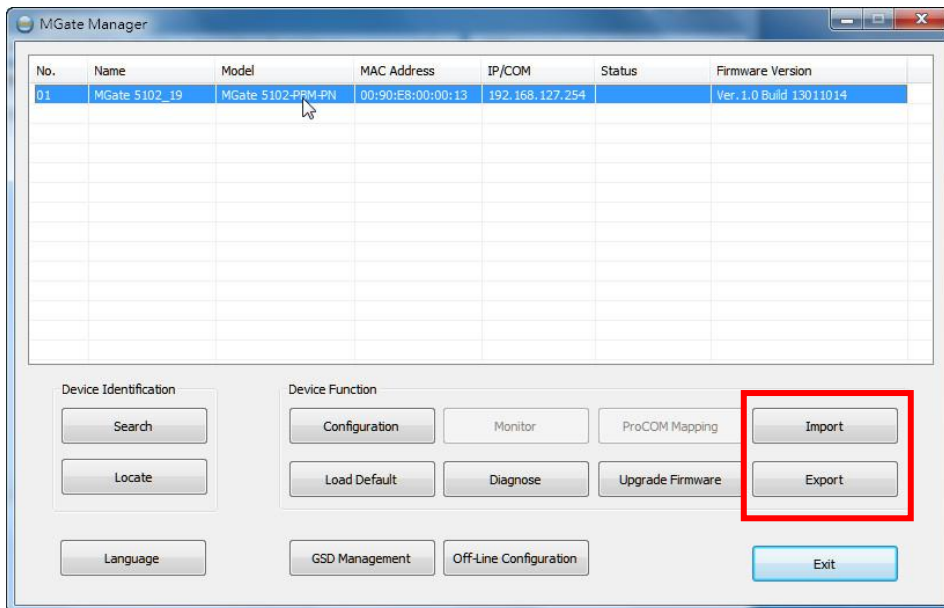 MGate Manager
No. Name Model MAC Address IP/COM Status Firmware Version
01 MGate 5102_19 MGate 5102-PBM-PN 00:90:E8:00:00:13 192.168.127.254 Ver.1.0 Build 13011014
Device Identification Device Function
Search Configuration Monitor ProCOM Mapping Import
Locate Load Default Diagnose Upgrade Firmware Export
Language GSD Management Off-Line Configuration Exit